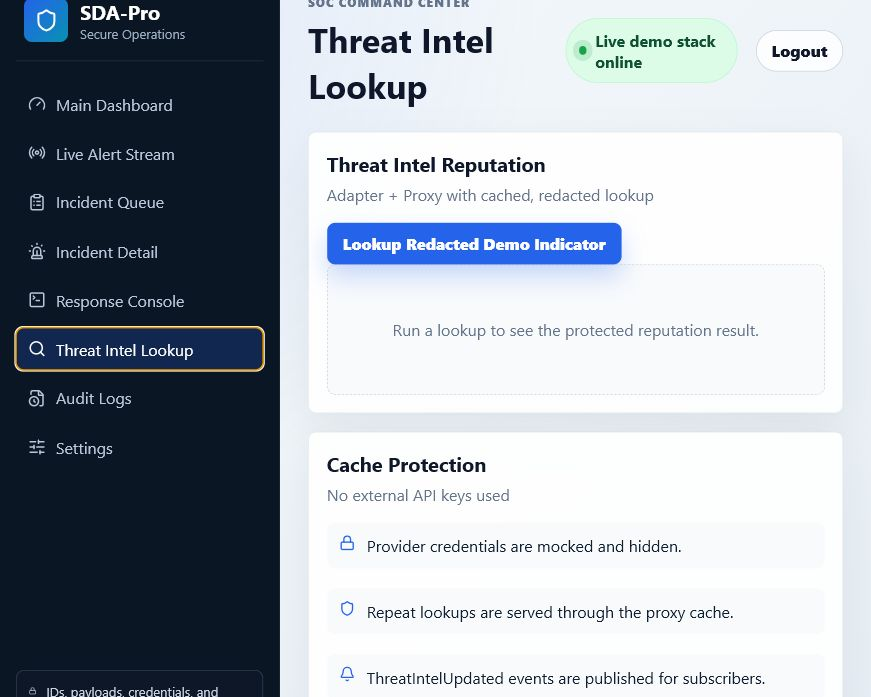 SDA-Pro
Secure Operations
Main Dashboard
Live Alert Stream
Incident Queue
Incident Detail
Response Console
Threat Intel Lookup
Audit Logs
Settings
IDs, payloads, credentials, and
SOC COMMAND CENTER
Threat Intel
Lookup
Live demo stack
online
Logout
Threat Intel Reputation
Adapter + Proxy with cached, redacted lookup
Lookup Redacted Demo Indicator
Run a lookup to see the protected reputation result.
Cache Protection
No external API keys used
Provider credentials are mocked and hidden.
Repeat lookups are served through the proxy cache.
ThreatIntelUpdated events are published for subscribers.